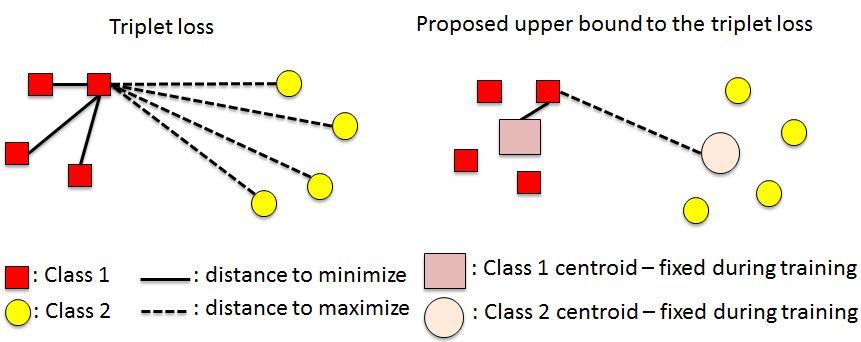 Triplet loss
Proposed upper bound to the triplet loss
: Class 1
: distance to minimize
: Class 2
: distance to maximize
: Class 1 centroid – fixed during training
: Class 2 centroid – fixed during training